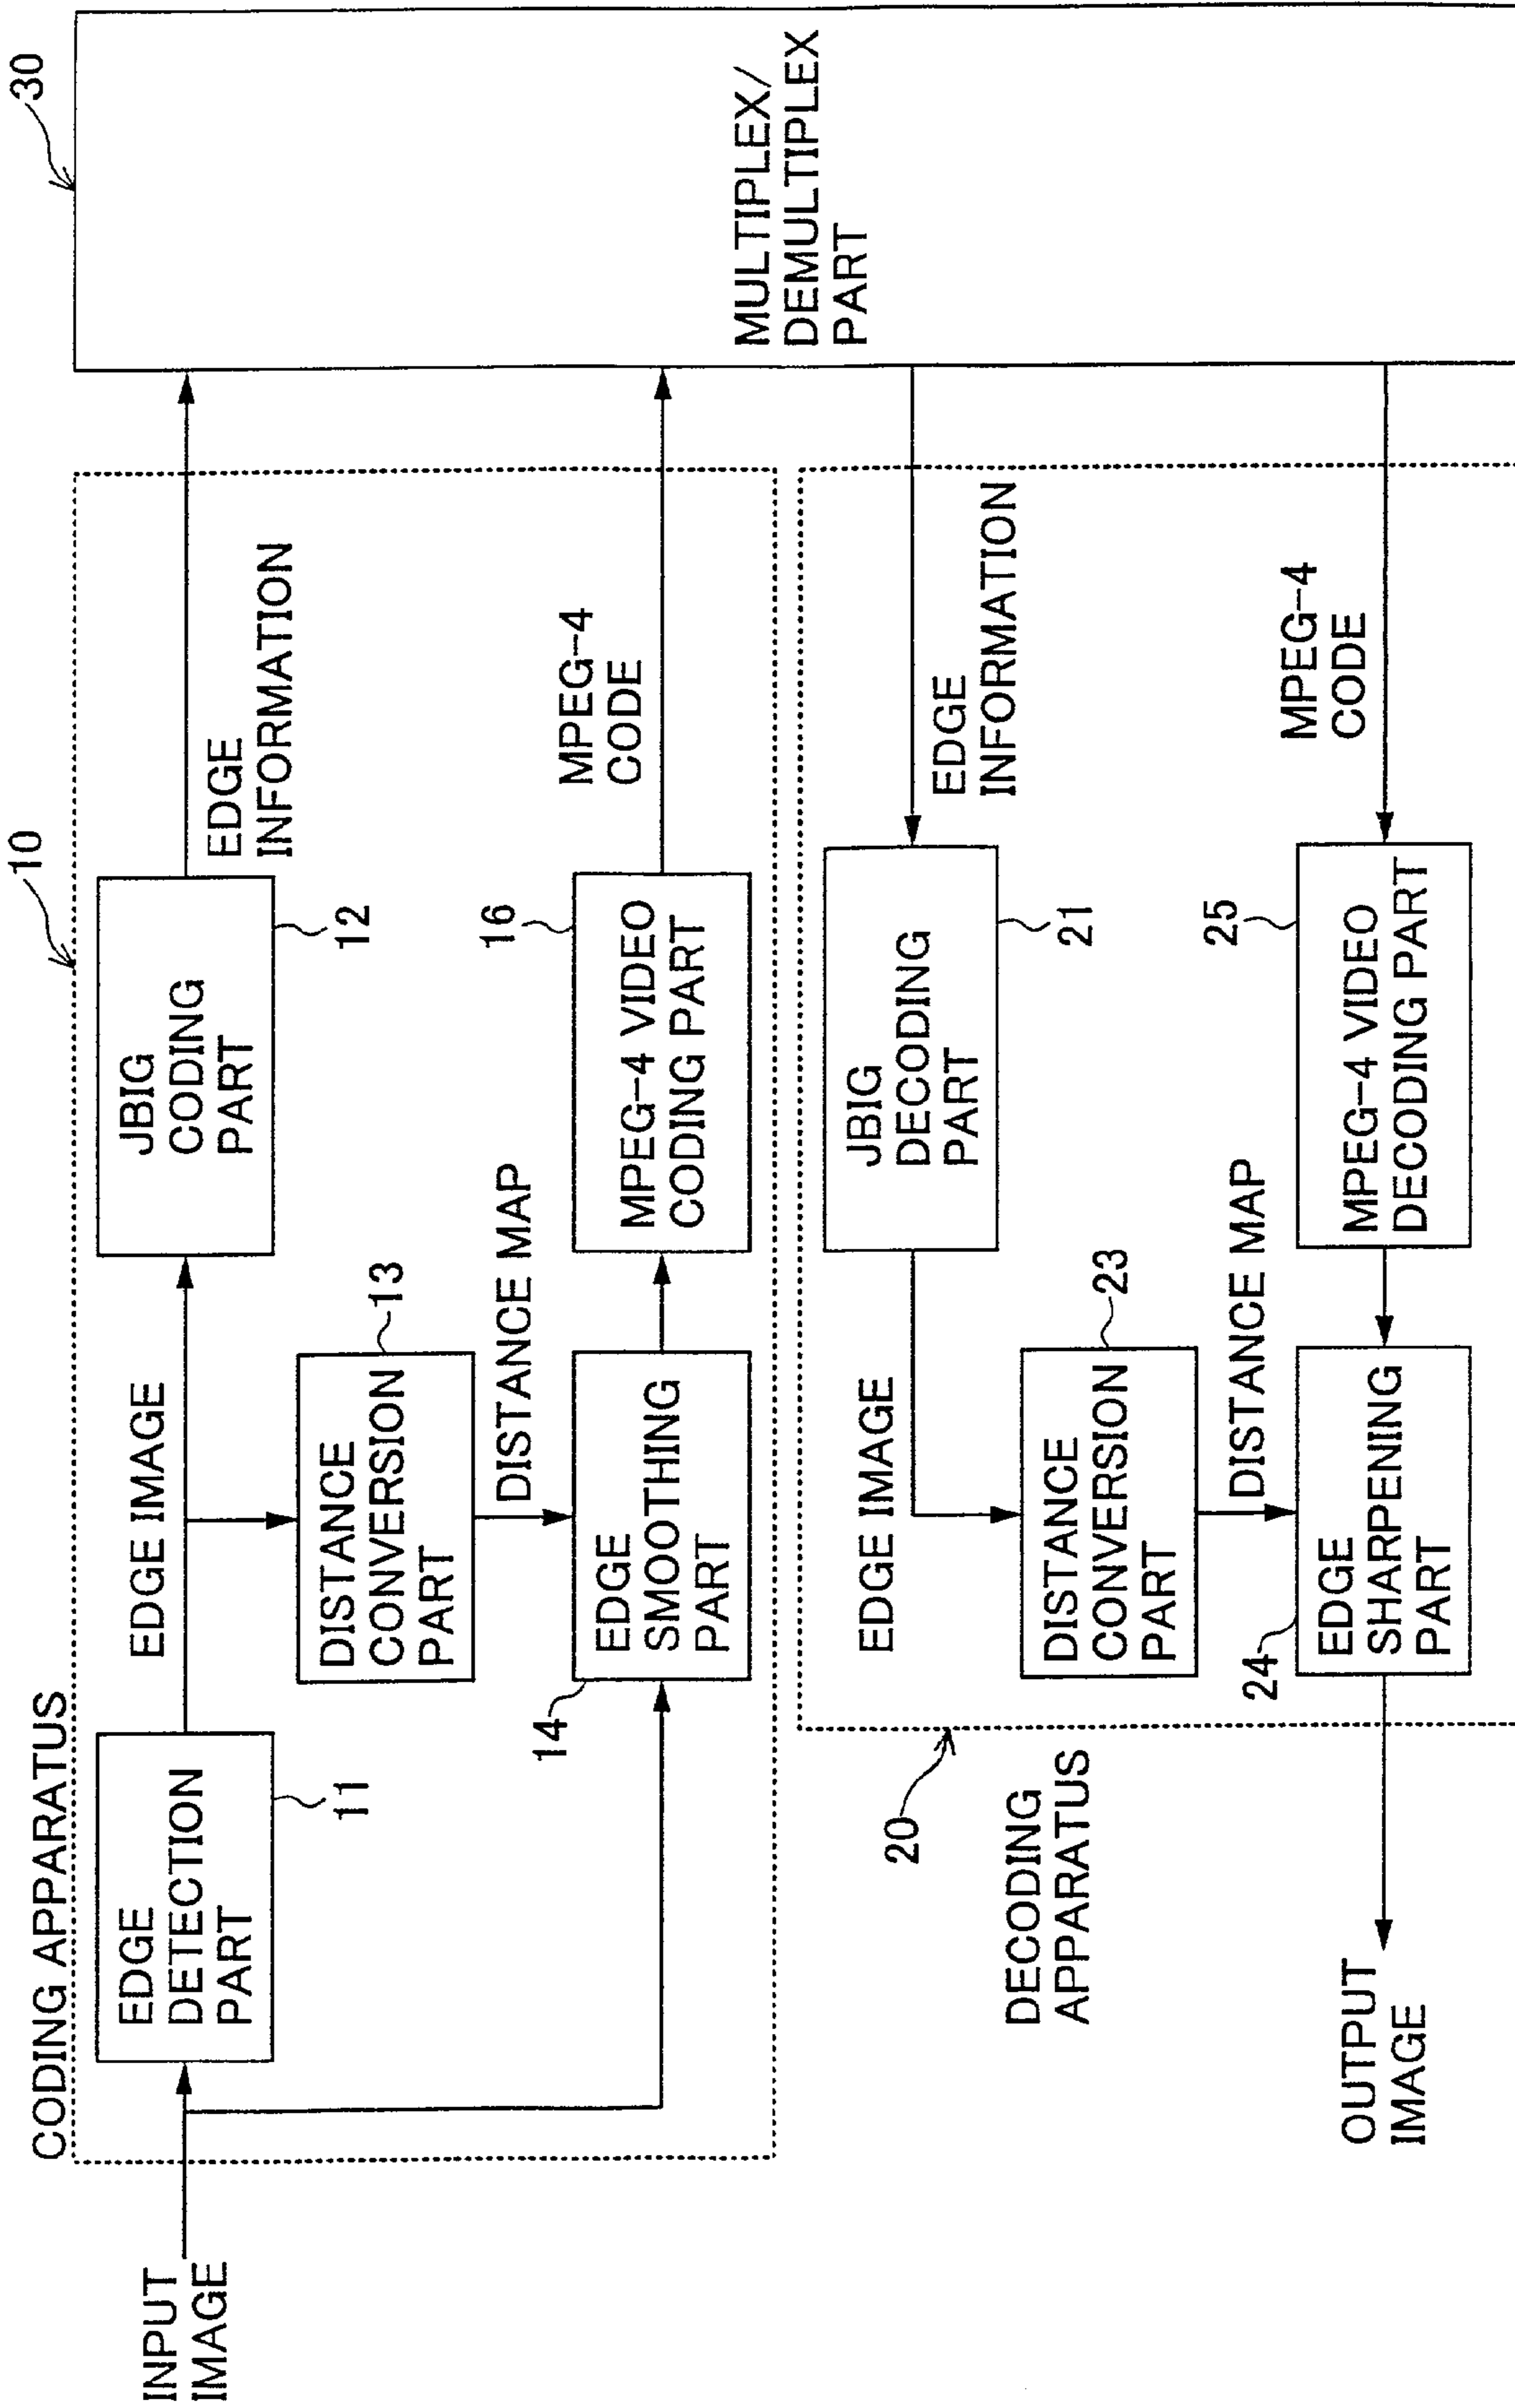 30
10
CODING APPARATUS
INPUT
IMAGE
EDGE
DETECTION
PART
11
EDGE IMAGE
JBIG
CODING
PART
12
EDGE
INFORMATION
DISTANCE
CONVERSION
PART
13
DISTANCE MAP
EDGE
SMOOTHING
PART
14
MPEG-4 VIDEO
CODING PART
16
MPEG-4
CODE
MULTIPLEX/
DEMULTIPLEX
PART
20
DECODING
APPARATUS
JBIG
DECODING
PART
21
EDGE
INFORMATION
EDGE IMAGE
DISTANCE
CONVERSION
PART
23
DISTANCE MAP
EDGE
SHARPENING
PART
24
MPEG-4 VIDEO
DECODING PART
25
MPEG-4
CODE
OUTPUT
IMAGE